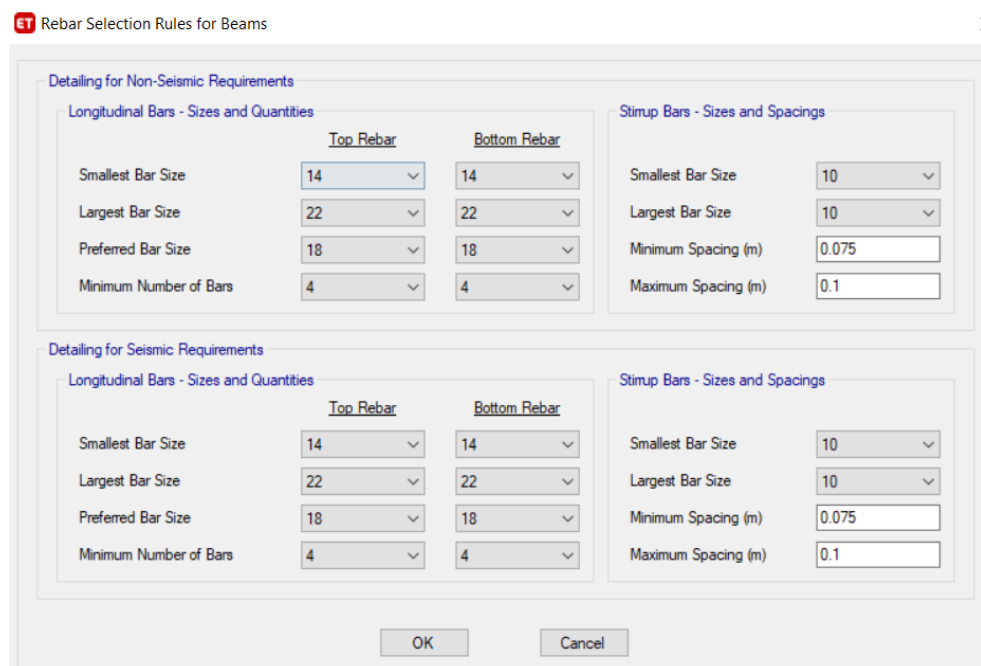 ET Rebar Selection Rules for Beams
Detailing for Non-Seismic Requirements
Longitudinal Bars - Sizes and Quantities
Top Rebar Bottom Rebar
Smallest Bar Size 14 14
Largest Bar Size 22 22
Preferred Bar Size 18 18
Minimum Number of Bars 4 4
Stirrup Bars - Sizes and Spacings
Smallest Bar Size 10
Largest Bar Size 10
Minimum Spacing (m) 0.075
Maximum Spacing (m) 0.1
Detailing for Seismic Requirements
Longitudinal Bars - Sizes and Quantities
Top Rebar Bottom Rebar
Smallest Bar Size 14 14
Largest Bar Size 22 22
Preferred Bar Size 18 18
Minimum Number of Bars 4 4
Stirrup Bars - Sizes and Spacings
Smallest Bar Size 10
Largest Bar Size 10
Minimum Spacing (m) 0.075
Maximum Spacing (m) 0.1
OK Cancel